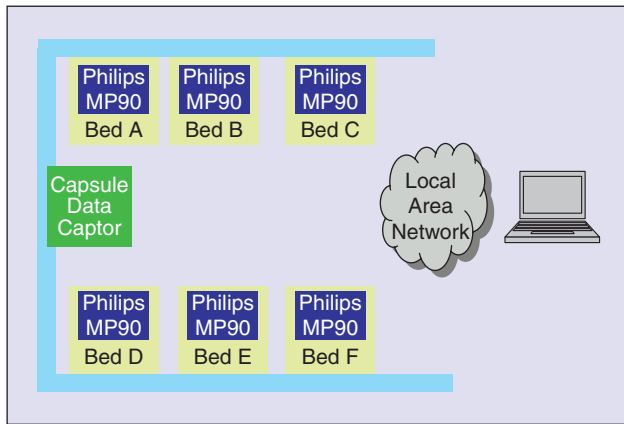 Philips
MP90
Bed A
Philips
MP90
Bed B
Philips
MP90
Bed C
Capsule
Data
Captor
Local
Area
Network
Philips
MP90
Bed D
Philips
MP90
Bed E
Philips
MP90
Bed F